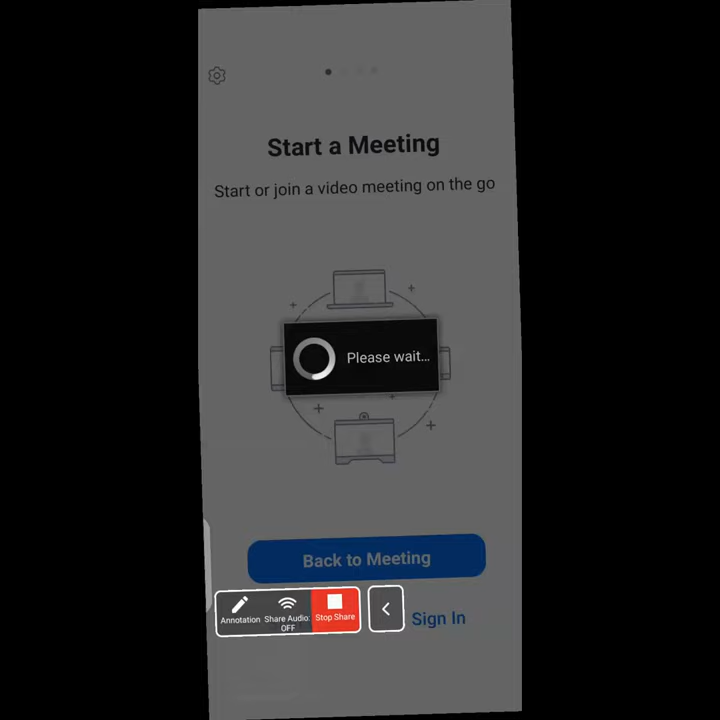 Start a Meeting
Start or join a video meeting on the go
Please wait...
Back to Meeting
Annotation
Share Audio:
OFF
Stop Share
Sign In